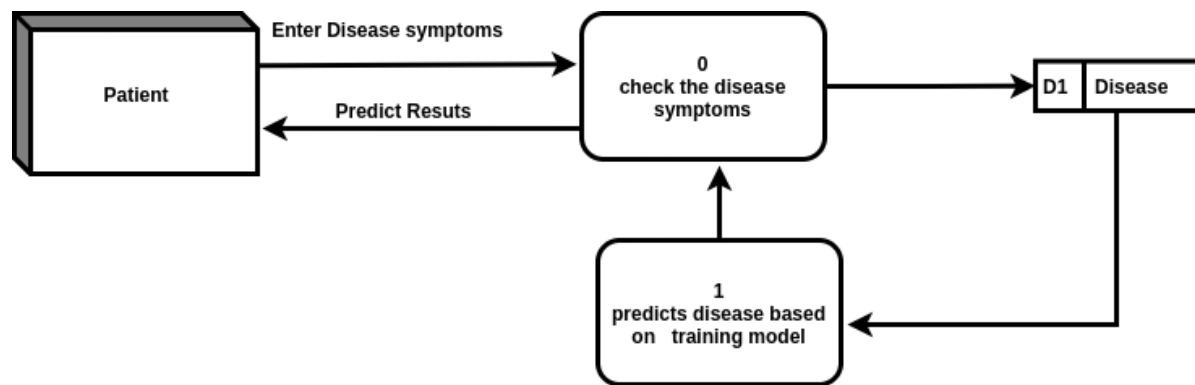 Enter Disease symptoms
Patient
Predict Resuts
0
check the disease
symptoms
D1 Disease
1
predicts disease based
on training model